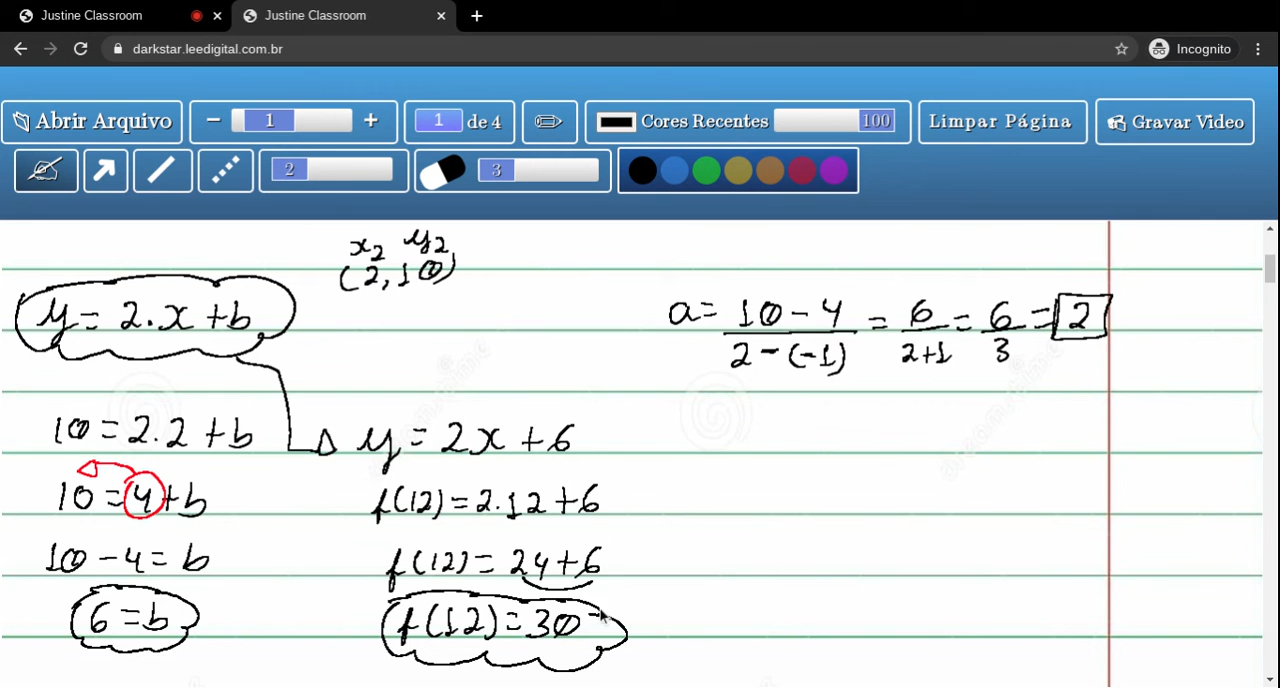 Justine Classroom
Justine Classroom
darkstar.leedigital.com.br
Incognito
Abrir Arquivo
− 1 +
1 de 4
Cores Recentes
100
Limpar Página
Gravar Video
2
3
x₂ y₂
(2,10)
y = 2.x + b
a = (10 - 4)/(2 - (-1)) = 6/(2+1) = 6/3 = 2
10 = 2.2 + b
y = 2x + 6
10 = 4 + b
f(12) = 2.12 + 6
10 - 4 = b
f(12) = 24 + 6
6 = b
f(12) = 30